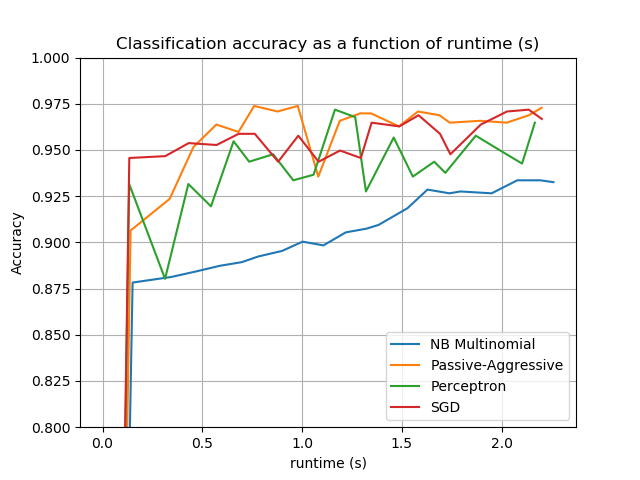 Classification accuracy as a function of runtime (s)
1.000
0.975
0.950
0.925
0.900
0.875
0.850
0.825
0.800
Accuracy
NB Multinomial
Passive-Aggressive
Perceptron
SGD
0.0 0.5 1.0 1.5 2.0
runtime (s)